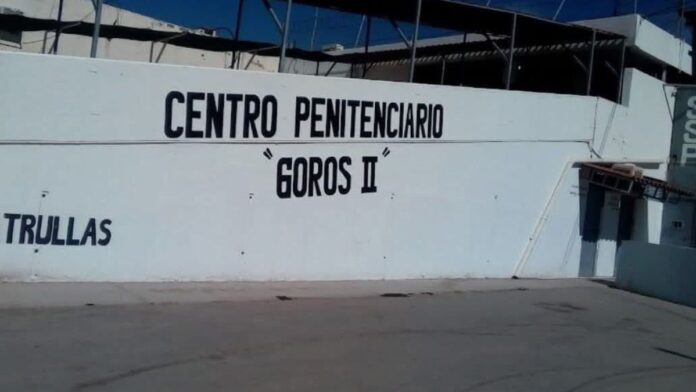 CENTRO PENITENCIARIO
"GOROS II"
TRULLAS